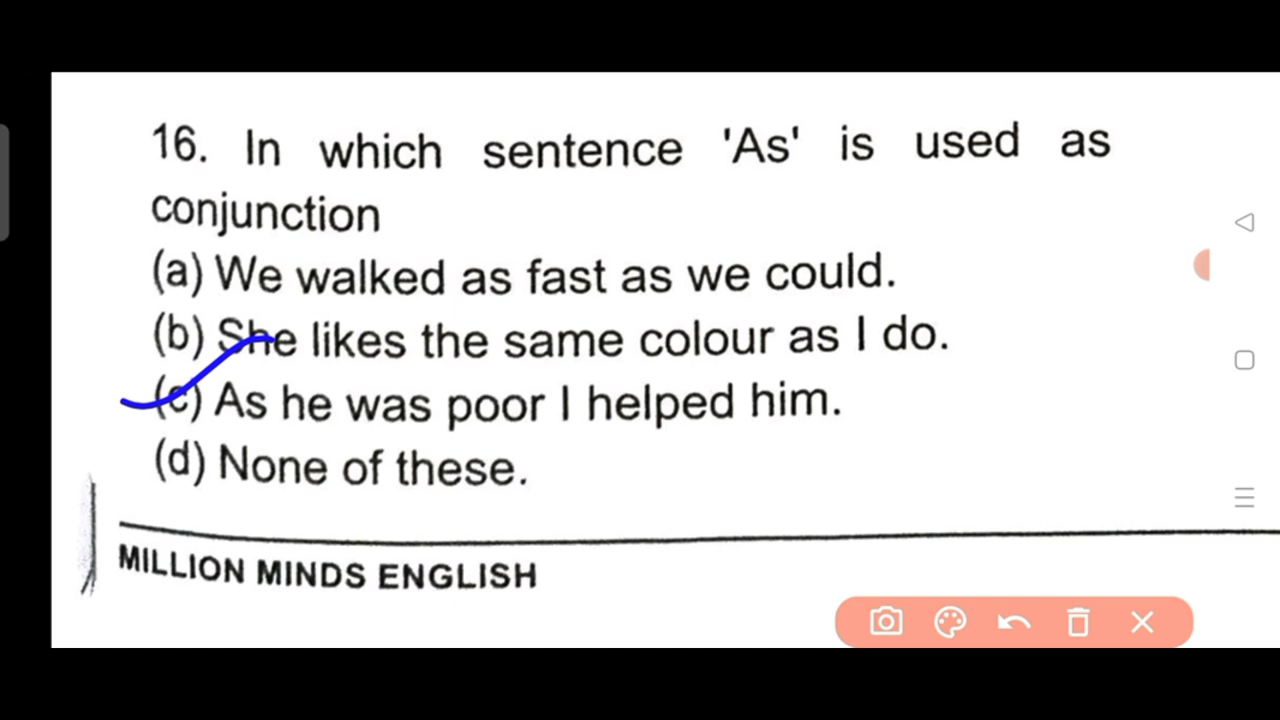 16. In which sentence 'As' is used as
conjunction
(a) We walked as fast as we could.
(b) She likes the same colour as I do.
(c) As he was poor I helped him.
(d) None of these.
MILLION MINDS ENGLISH